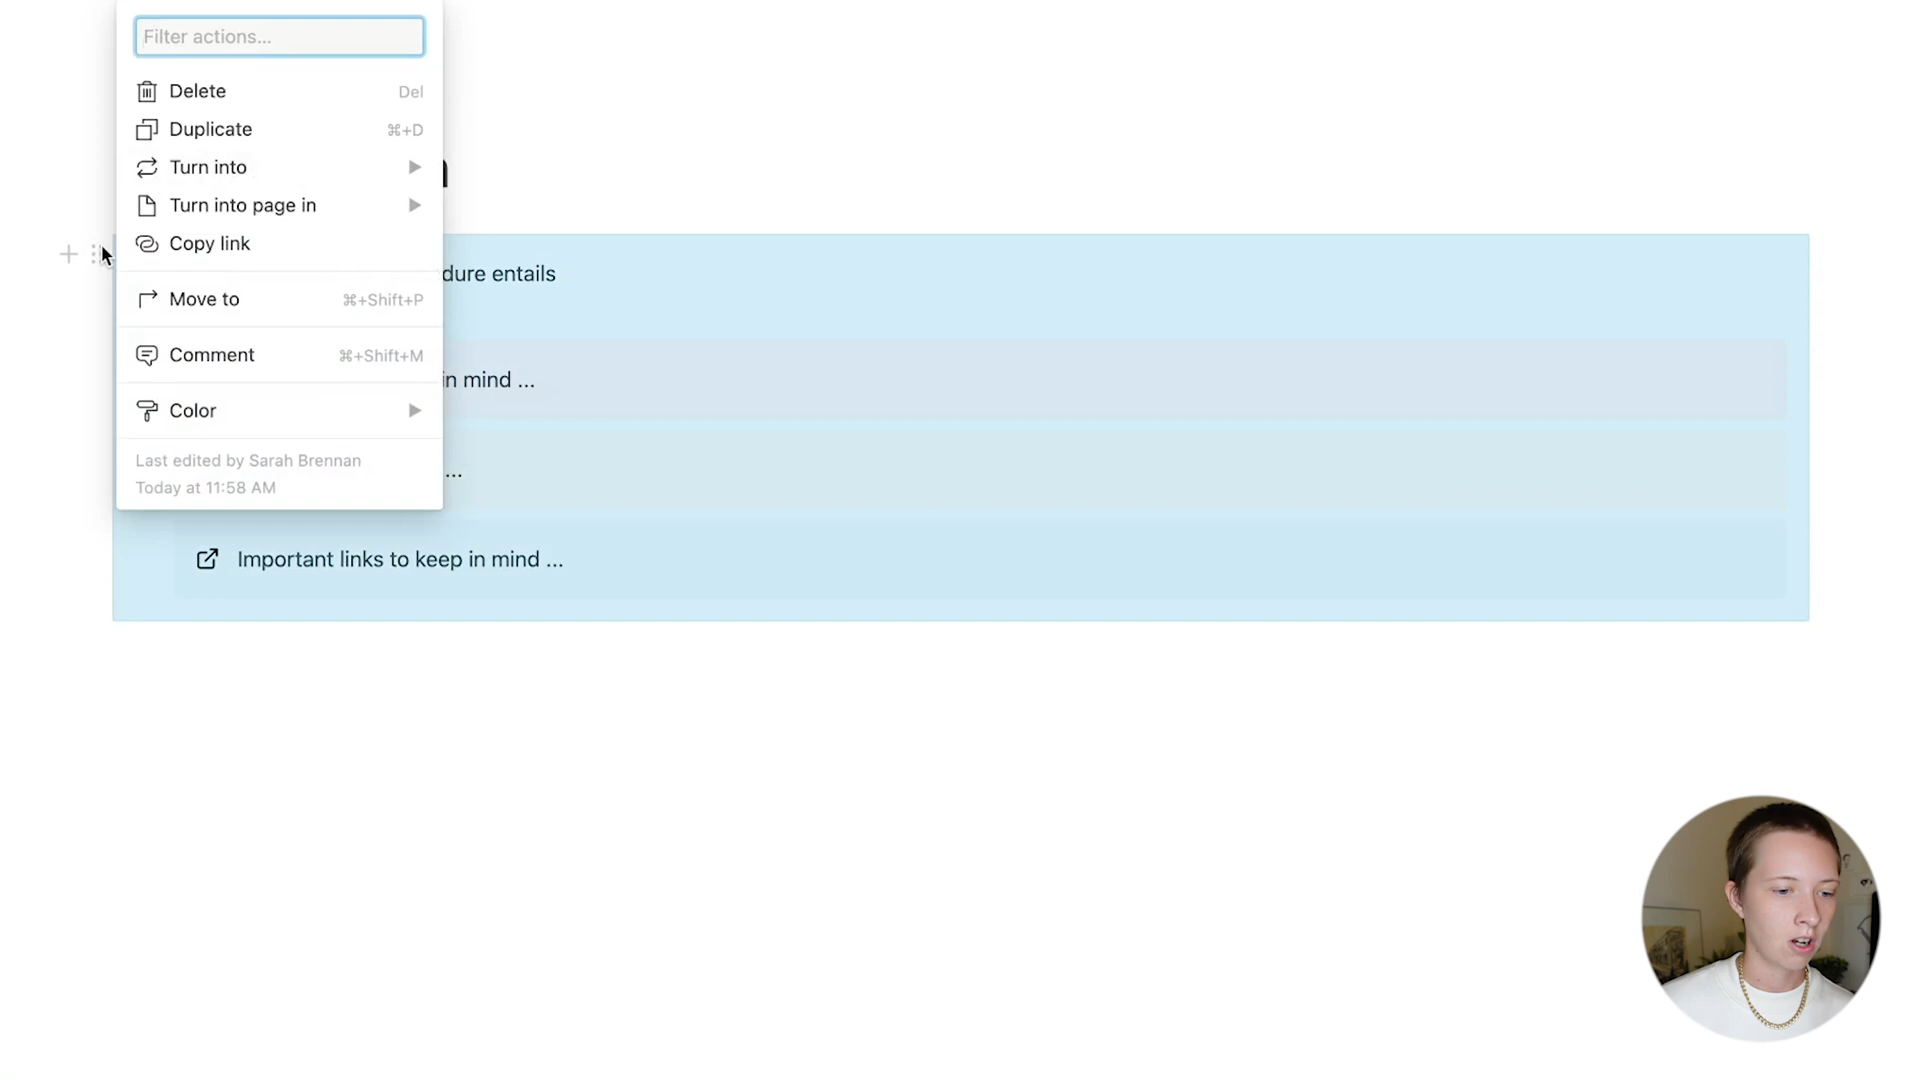 Filter actions...
Delete Del
Duplicate ⌘+D
Turn into
Turn into page in
Copy link
dure entails
Move to ⌘+Shift+P
Comment ⌘+Shift+M
in mind ...
Color
Last edited by Sarah Brennan
...
Today at 11:58 AM
Important links to keep in mind ...